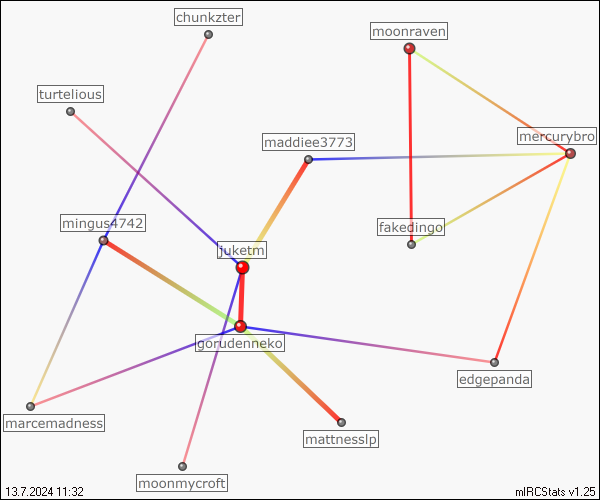 chunkzter
moonraven
turtelious
mercurybro
maddiee3773
mingus4742
fakedingo
juketm
gorudenneko
edgepanda
marcemadness
mattnesslp
moonmycroft
13.7.2024 11:32
mIRCStats v1.25